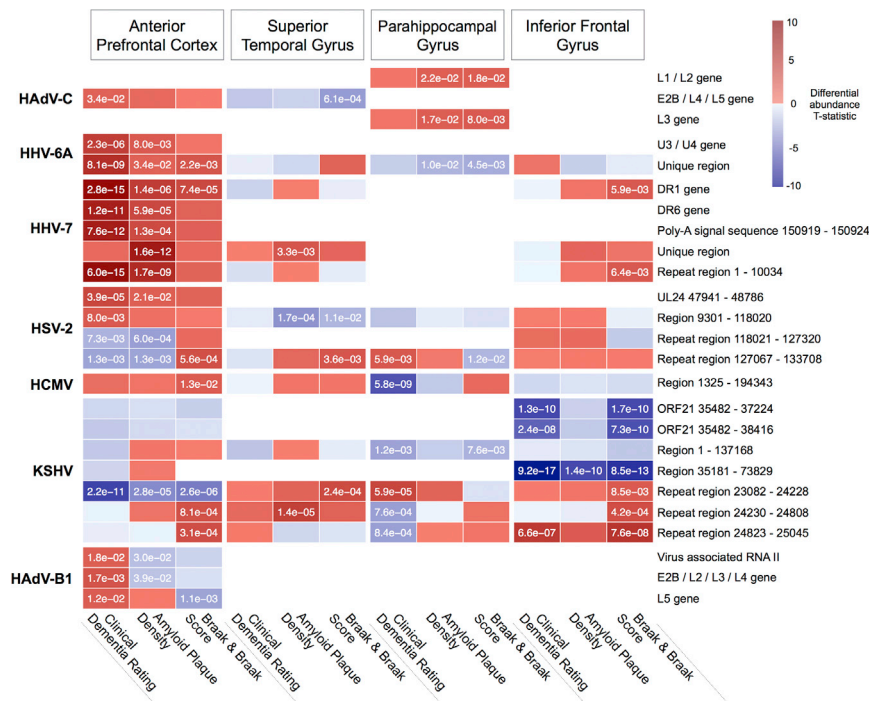 Anterior
Prefrontal Cortex
Superior
Temporal Gyrus
Parahippocampal
Gyrus
Inferior Frontal
Gyrus
10
5
0
-5
-10
Differential
abundance
T-statistic
2.2e-02 1.8e-02 L1 / L2 gene
HAdV-C
3.4e-02 6.1e-04 E2B / L4 / L5 gene
1.7e-02 8.0e-03 L3 gene
HHV-6A
2.3e-06 8.0e-03 U3 / U4 gene
8.1e-09 3.4e-02 2.2e-03 1.0e-02 4.5e-03 Unique region
2.8e-15 1.4e-06 7.4e-05 5.9e-03 DR1 gene
1.2e-11 5.9e-05 DR6 gene
HHV-7
7.6e-12 1.3e-04 Poly-A signal sequence 150919 - 150924
1.6e-12 3.3e-03 Unique region
6.0e-15 1.7e-09 6.4e-03 Repeat region 1 - 10034
3.9e-05 2.1e-02 UL24 47941 - 48786
HSV-2
8.0e-03 1.7e-04 1.1e-02 Region 9301 - 118020
7.3e-03 6.0e-04 Repeat region 118021 - 127320
1.3e-03 1.3e-03 5.6e-04 3.6e-03 5.9e-03 1.2e-02 Repeat region 127067 - 133708
HCMV
1.3e-02 5.8e-09 Region 1325 - 194343
1.3e-10 1.7e-10 ORF21 35482 - 37224
2.4e-08 7.3e-10 ORF21 35482 - 38416
1.2e-03 7.6e-03 Region 1 - 137168
KSHV
9.2e-17 1.4e-10 8.5e-13 Region 35181 - 73829
2.2e-11 2.8e-05 2.6e-06 2.4e-04 5.9e-05 8.5e-03 Repeat region 23082 - 24228
8.1e-04 1.4e-05 7.6e-04 4.2e-04 Repeat region 24230 - 24808
3.1e-04 8.4e-04 6.6e-07 7.6e-08 Repeat region 24823 - 25045
1.8e-02 3.0e-02 Virus associated RNA II
HAdV-B1
1.7e-03 3.9e-02 E2B / L2 / L3 / L4 gene
1.2e-02 1.1e-03 L5 gene
Clinical
Dementia Rating
Amyloid Plaque
Density
Braak & Braak
Score
Clinical
Dementia Rating
Amyloid Plaque
Density
Braak & Braak
Score
Clinical
Dementia Rating
Amyloid Plaque
Density
Braak & Braak
Score
Clinical
Dementia Rating
Amyloid Plaque
Density
Braak & Braak
Score